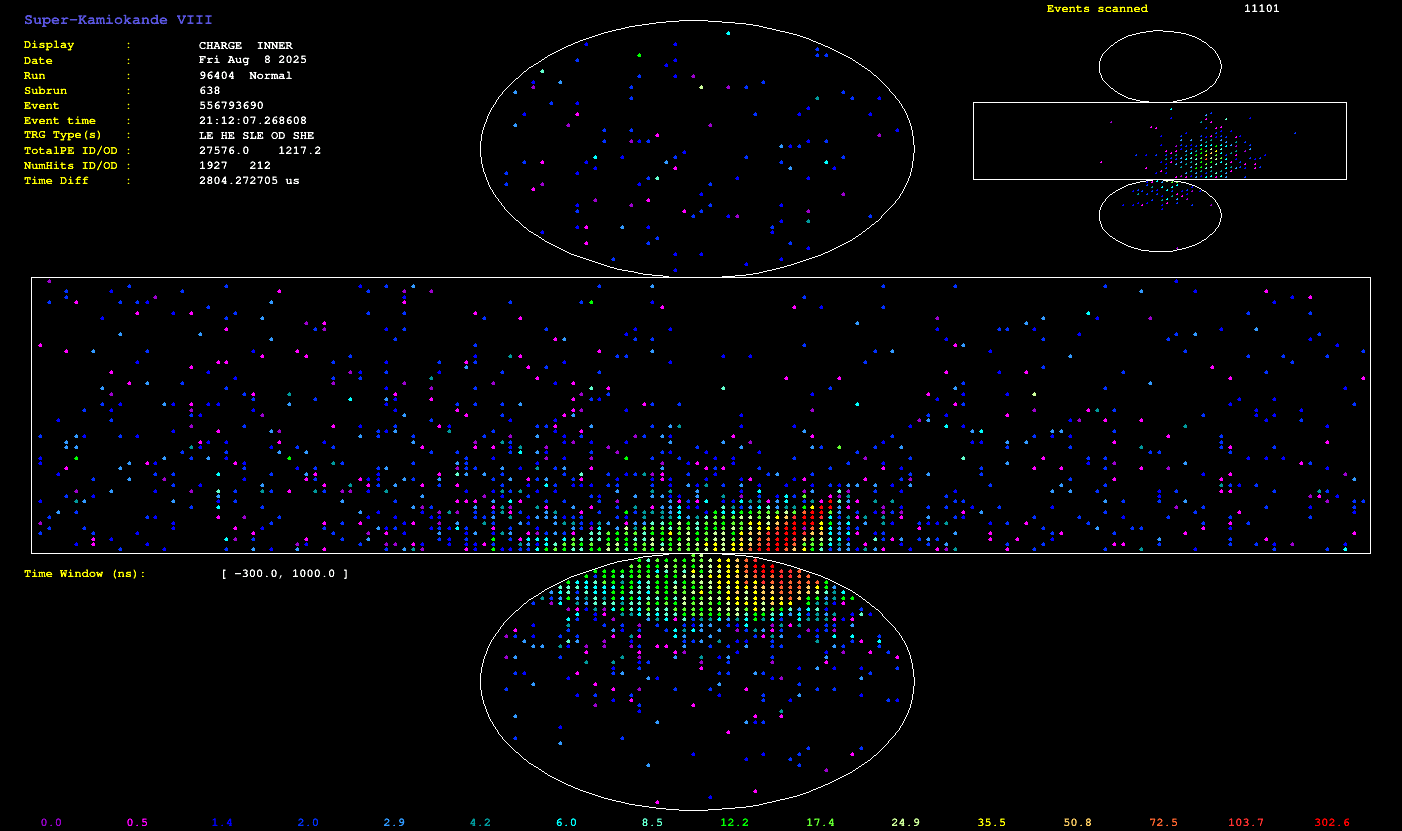 Super-Kamiokande VIII
Events scanned 11101
Display : CHARGE INNER
Date : Fri Aug 8 2025
Run : 96404 Normal
Subrun : 638
Event : 556793690
Event time : 21:12:07.268608
TRG Type(s) : LE HE SLE OD SHE
TotalPE ID/OD : 27576.0 1217.2
NumHits ID/OD : 1927 212
Time Diff : 2804.272705 us
Time Window (ns): [ -300.0, 1000.0 ]
0.0 0.5 1.4 2.0 2.9 4.2 6.0 8.5 12.2 17.4 24.9 35.5 50.8 72.5 103.7 302.6